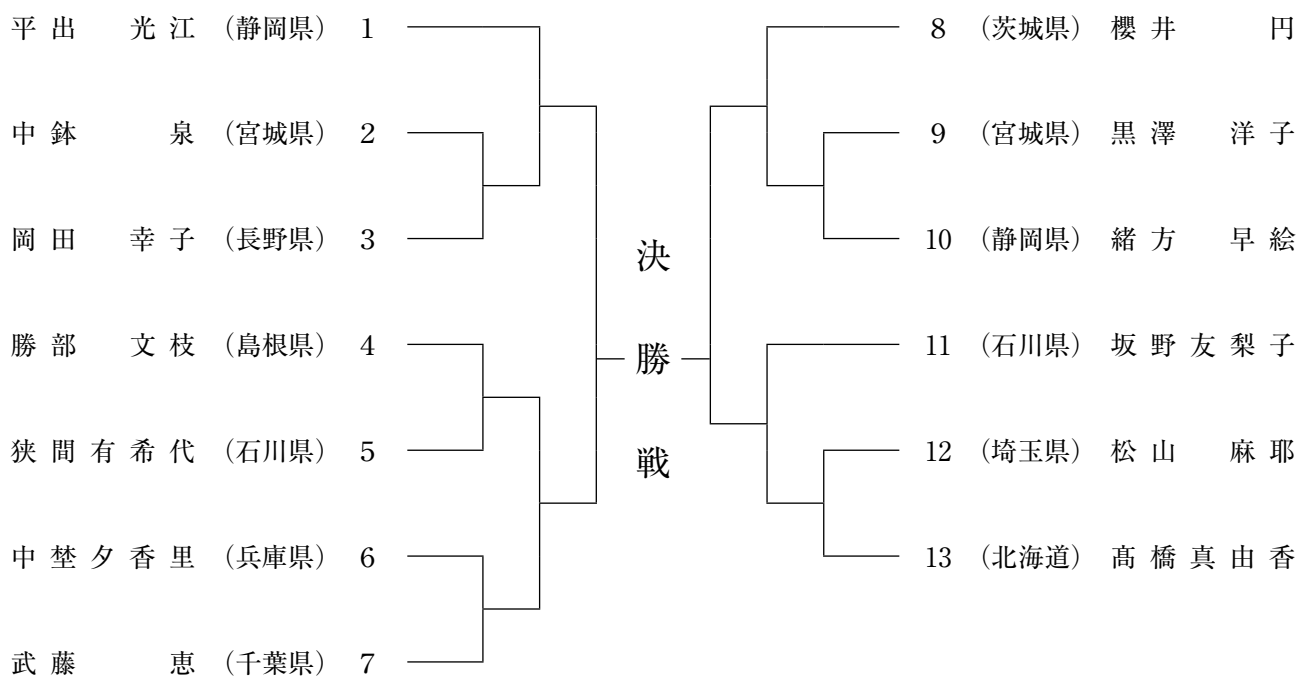 平出 光江 (静岡県) 1
中鉢 泉 (宮城県) 2
岡田 幸子 (長野県) 3
勝部 文枝 (島根県) 4
狭間有希代 (石川県) 5
中埜夕香里 (兵庫県) 6
武藤 恵 (千葉県) 7
決勝戦
8 (茨城県) 櫻井 円
9 (宮城県) 黒澤 洋子
10 (静岡県) 緒方 早絵
11 (石川県) 坂野友梨子
12 (埼玉県) 松山 麻耶
13 (北海道) 髙橋真由香